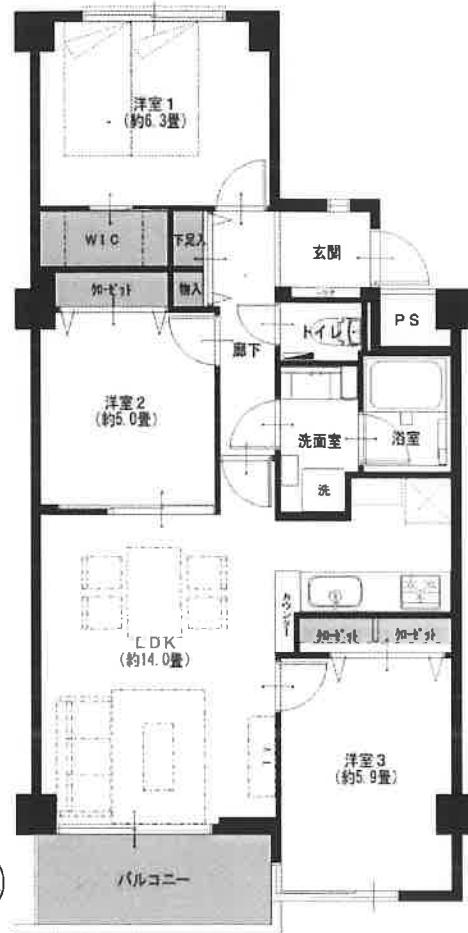 洋室1
(約6.3畳)
WIC
下足入
玄関
クローゼット
物入
トイレ
PS
廊下
洋室2
(約5.0畳)
洗面室
浴室
洗
カウンター
LDK
(約14.0畳)
クローゼット
クローゼット
洋室3
(約5.9畳)
バルコニー